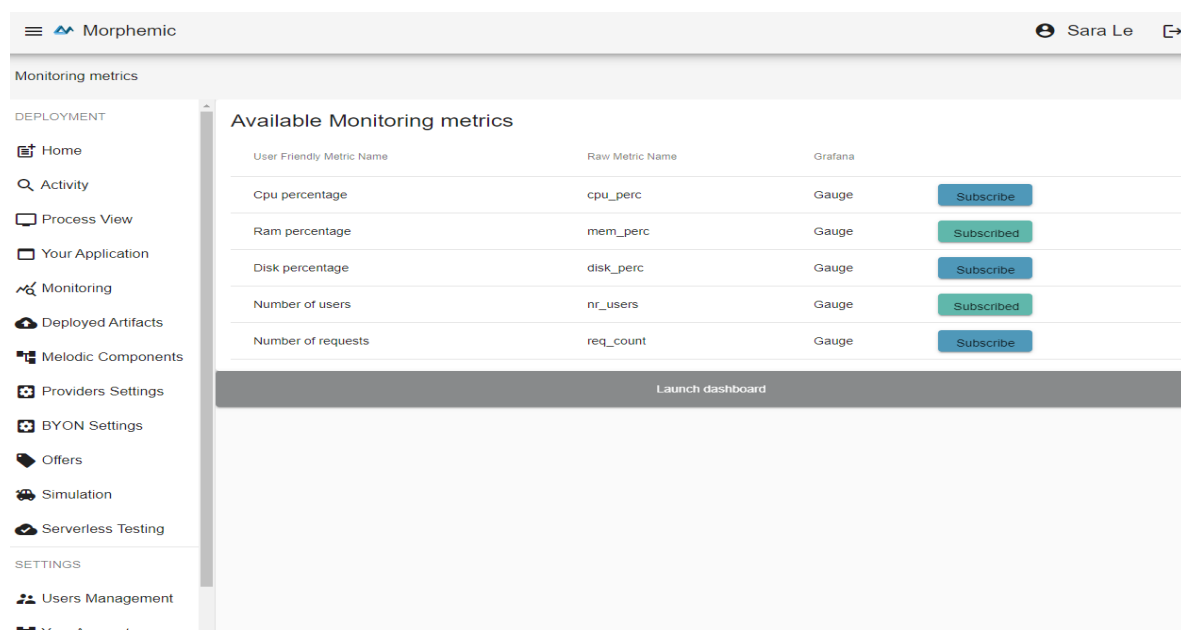 Morphemic
Sara Le
Monitoring metrics
DEPLOYMENT
Home
Activity
Process View
Your Application
Monitoring
Deployed Artifacts
Melodic Components
Providers Settings
BYON Settings
Offers
Simulation
Serverless Testing
SETTINGS
Users Management
Available Monitoring metrics
User Friendly Metric Name Raw Metric Name Grafana
Cpu percentage cpu_perc Gauge Subscribe
Ram percentage mem_perc Gauge Subscribed
Disk percentage disk_perc Gauge Subscribe
Number of users nr_users Gauge Subscribed
Number of requests req_count Gauge Subscribe
Launch dashboard